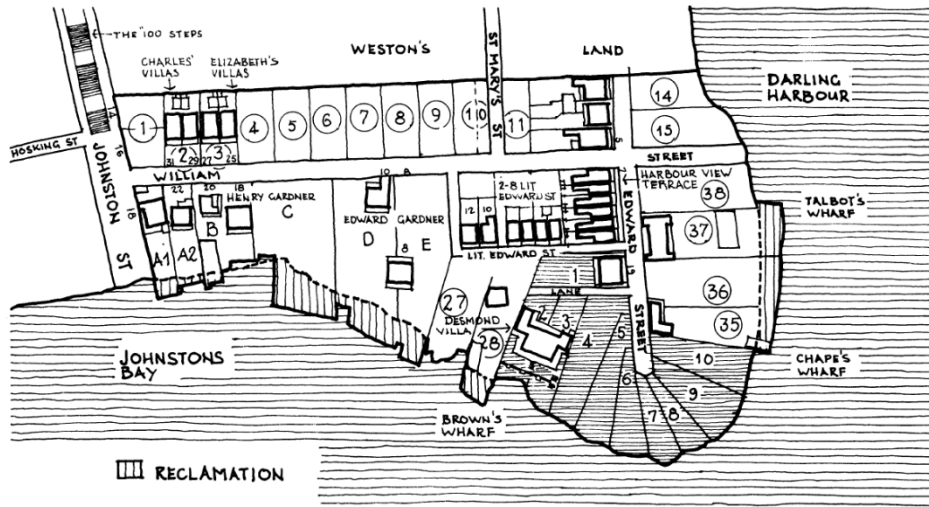 THE "100 STEPS
WESTON'S
LAND
ST MARY'S ST
CHARLES' VILLAS
ELIZABETH'S VILLAS
DARLING HARBOUR
14
16
1
31
2
29
27
3
25
4
5
6
7
8
9
10
11
5
14
15
HOSKING ST
JOHNSTON ST
WILLIAM
STREET
HARBOUR VIEW TERRACE
38
TALBOT'S WHARF
18
22
20
18
HENRY GARDNER
A1
A2
B
C
10
8
EDWARD GARDNER
D
8
E
12
10
2-8 LIT EDWARD ST
LIT. EDWARD ST
EDWARD STREET
19
37
36
35
CHAPE'S WHARF
27
DESMOND VILLA
28
1
LANE
2
3
4
5
6
7
8
9
10
JOHNSTONS BAY
BROWN'S WHARF
RECLAMATION